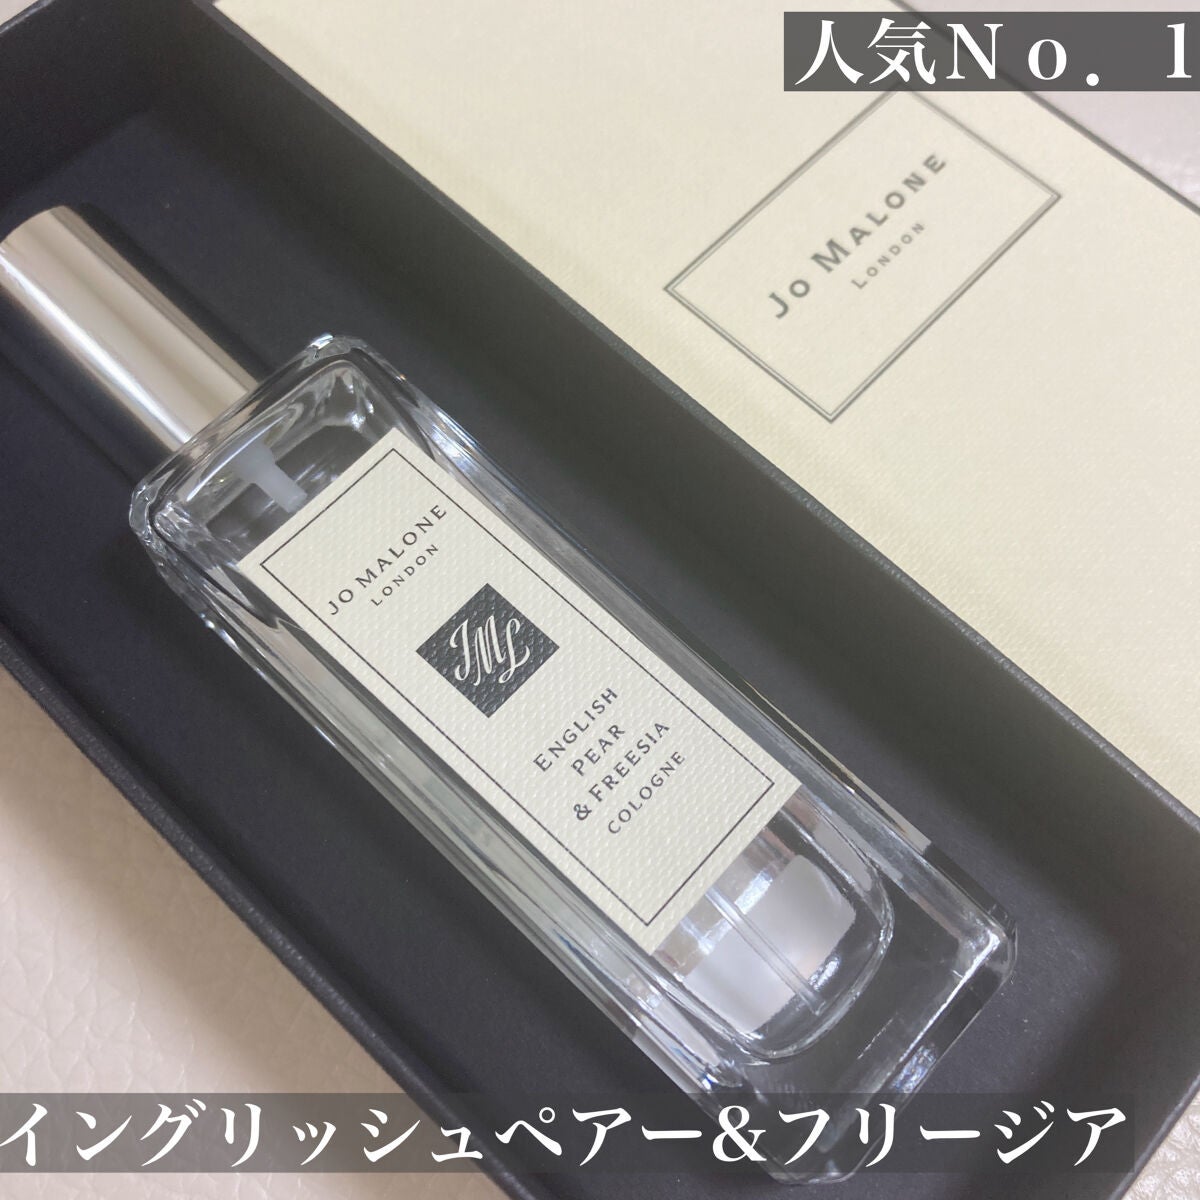 人気No. 1
JO MALONE
LONDON
JO MALONE
LONDON
JML
ENGLISH
PEAR
& FREESIA
COLOGNE
イングリッシュペアー&フリージア